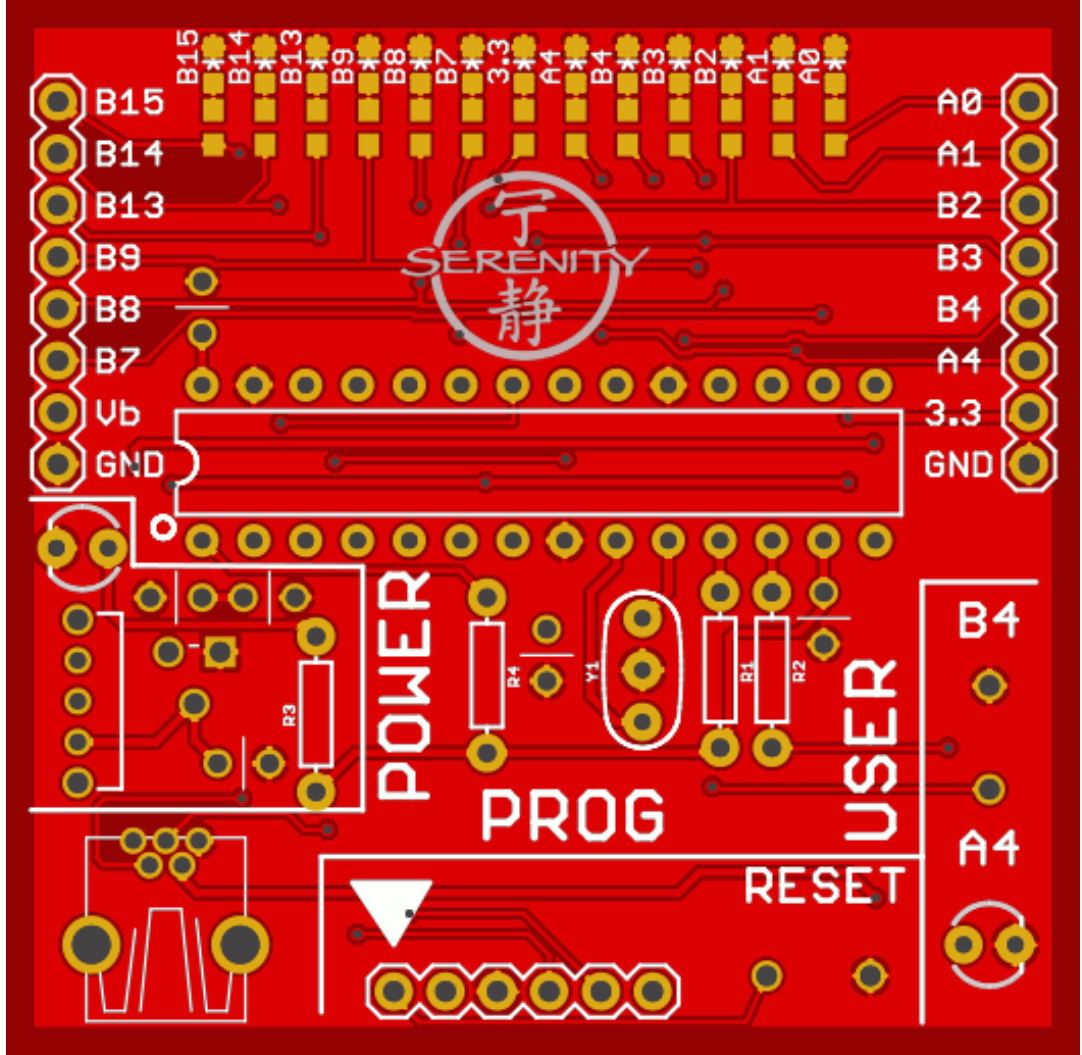 B15
B14
B13
B9
B8
B7
3.3
A4
B4
B3
B2
A1
A0
B15
B14
B13
B9
B8
B7
Vb
GND
A0
A1
B2
B3
B4
A4
3.3
GND
宁
SERENITY
静
POWER
R3
R4
Y1
R1
R2
USER
B4
A4
PROG
RESET